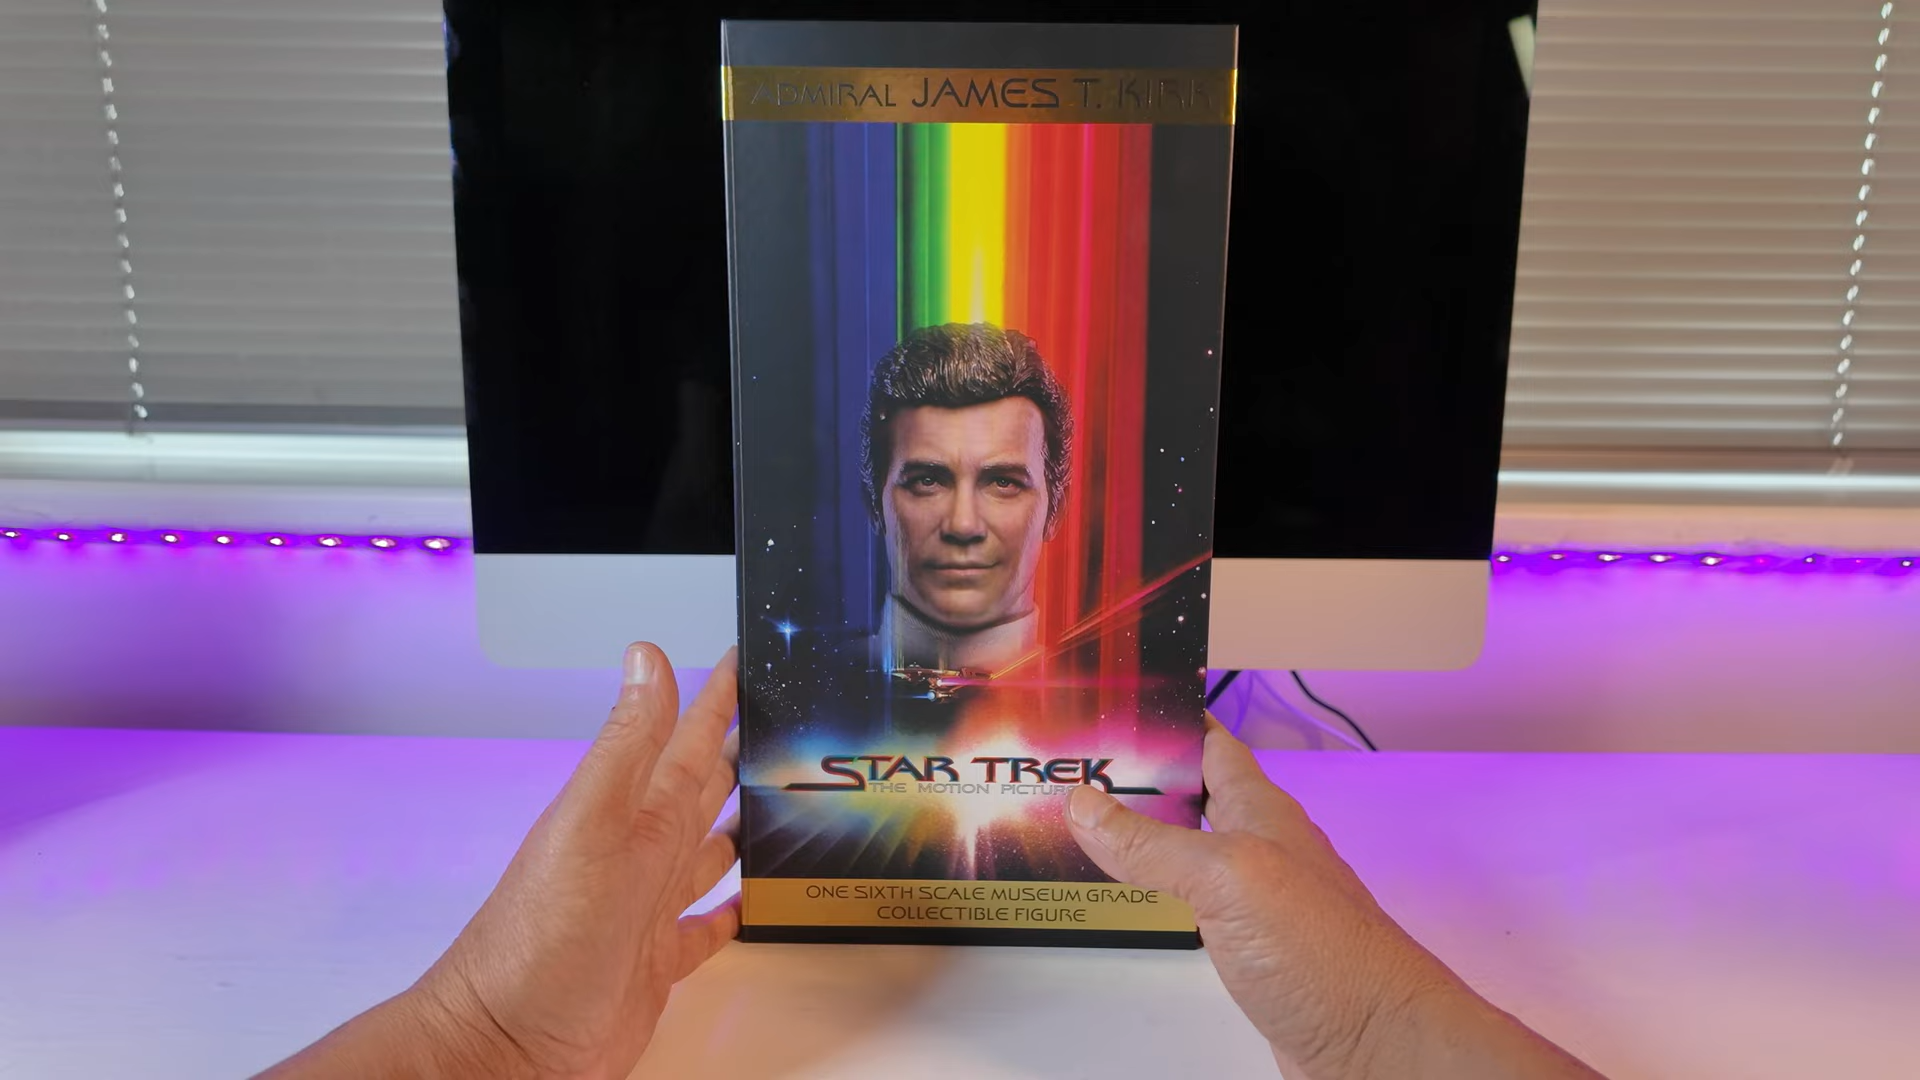 ADMIRAL JAMES T. KIRK
STAR TREK
THE MOTION PICTURE
ONE SIXTH SCALE MUSEUM GRADE
COLLECTIBLE FIGURE